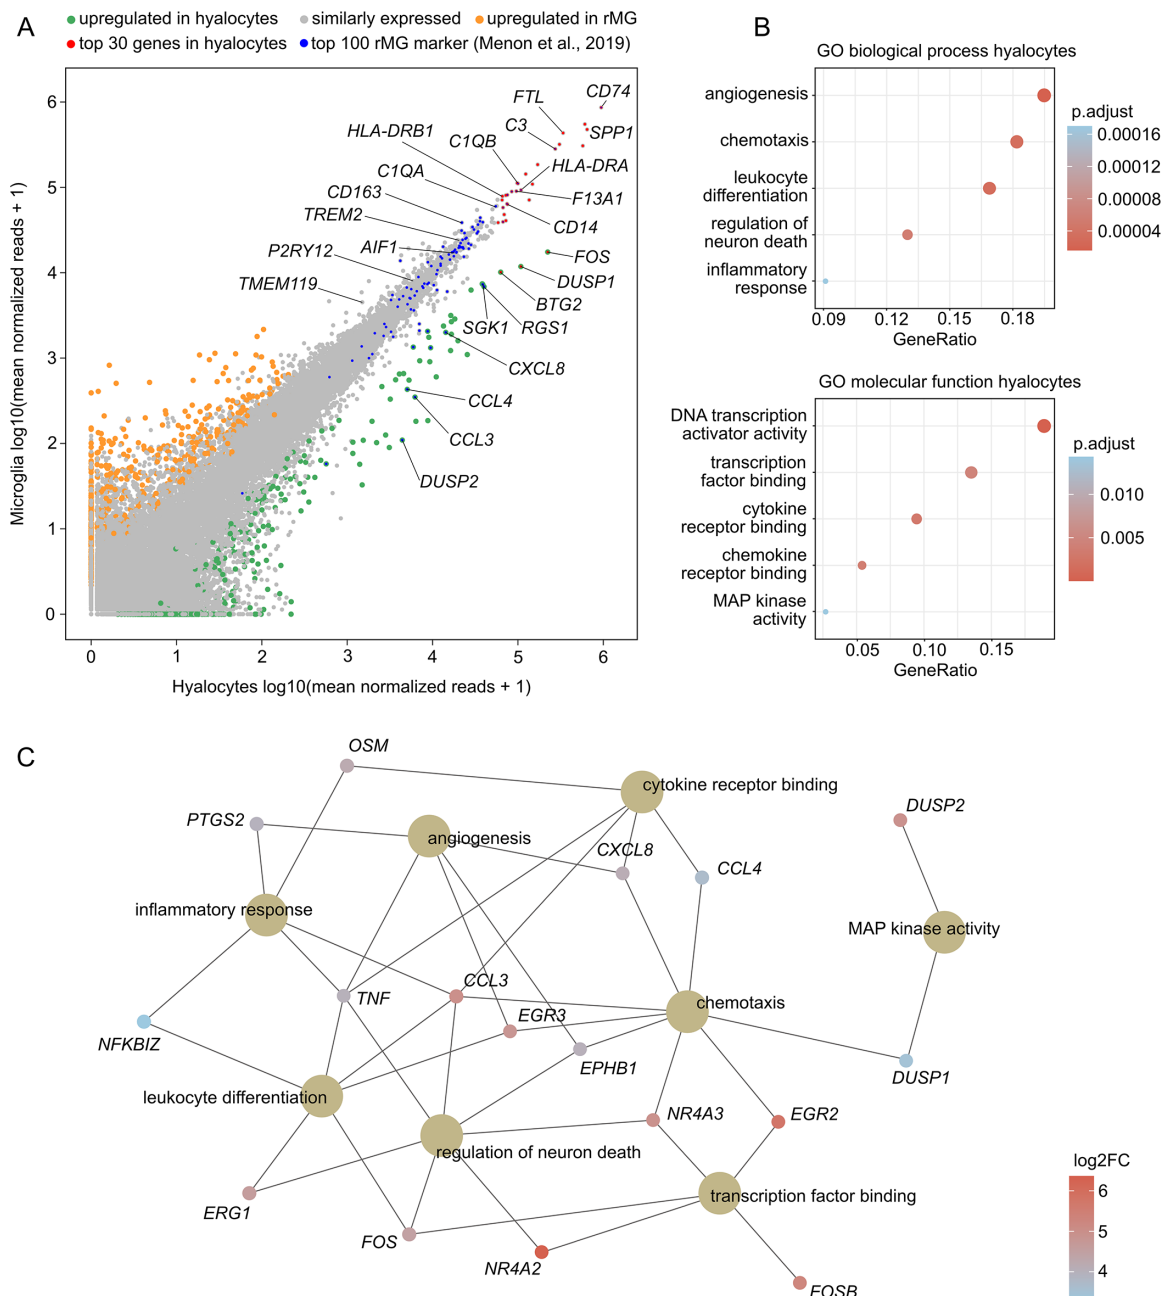 A
upregulated in hyalocytes
similarly expressed
upregulated in rMG
top 30 genes in hyalocytes
top 100 rMG marker (Menon et al., 2019)
Microglia log10(mean normalized reads + 1)
6
5
4
3
2
1
0
0
1
2
3
4
5
6
Hyalocytes log10(mean normalized reads + 1)
CD74
FTL
C3
SPP1
HLA-DRB1
C1QB
HLA-DRA
C1QA
CD163
F13A1
TREM2
CD14
P2RY12
AIF1
FOS
TMEM119
DUSP1
BTG2
SGK1
RGS1
CXCL8
CCL4
CCL3
DUSP2
B
GO biological process hyalocytes
angiogenesis
chemotaxis
leukocyte
differentiation
regulation of
neuron death
inflammatory
response
0.09
0.12
0.15
0.18
GeneRatio
p.adjust
0.00016
0.00012
0.00008
0.00004
GO molecular function hyalocytes
DNA transcription
activator activity
transcription
factor binding
cytokine
receptor binding
chemokine
receptor binding
MAP kinase
activity
0.05
0.10
0.15
GeneRatio
p.adjust
0.010
0.005
C
OSM
cytokine receptor binding
PTGS2
angiogenesis
DUSP2
CXCL8
CCL4
inflammatory response
MAP kinase activity
CCL3
TNF
chemotaxis
EGR3
NFKBIZ
EPHB1
DUSP1
leukocyte differentiation
NR4A3
EGR2
regulation of neuron death
transcription factor binding
ERG1
FOS
NR4A2
FOSB
log2FC
6
5
4